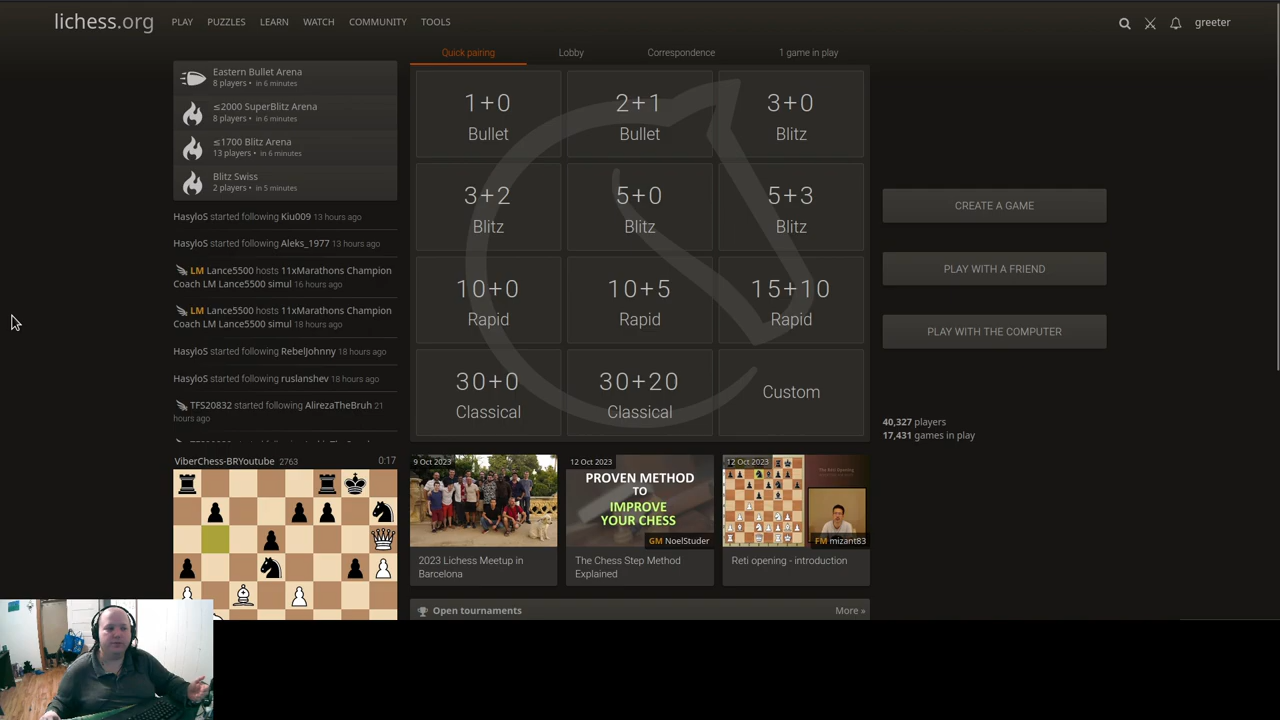 lichess.org
PLAY PUZZLES LEARN WATCH COMMUNITY TOOLS
greeter
Quick pairing Lobby Correspondence 1 game in play
Eastern Bullet Arena
8 players • in 6 minutes
≤2000 SuperBlitz Arena
8 players • in 6 minutes
≤1700 Blitz Arena
13 players • in 6 minutes
Blitz Swiss
2 players • in 5 minutes
HasyloS started following Kiu009 13 hours ago
HasyloS started following Aleks_1977 13 hours ago
LM Lance5500 hosts 11xMarathons Champion
Coach LM Lance5500 simul 16 hours ago
LM Lance5500 hosts 11xMarathons Champion
Coach LM Lance5500 simul 18 hours ago
HasyloS started following RebelJohnny 18 hours ago
HasyloS started following ruslanshev 18 hours ago
TFS20832 started following AlirezaTheBruh 21
hours ago
1+0
Bullet
2+1
Bullet
3+0
Blitz
3+2
Blitz
5+0
Blitz
5+3
Blitz
10+0
Rapid
10+5
Rapid
15+10
Rapid
30+0
Classical
30+20
Classical
Custom
CREATE A GAME
PLAY WITH A FRIEND
PLAY WITH THE COMPUTER
40,327 players
17,431 games in play
ViberChess-BRYoutube 2763 0:17
9 Oct 2023
2023 Lichess Meetup in
Barcelona
12 Oct 2023
PROVEN METHOD
TO
IMPROVE
YOUR CHESS
GM NoelStuder
The Chess Step Method
Explained
12 Oct 2023
FM mizant83
Reti opening - introduction
Open tournaments More »